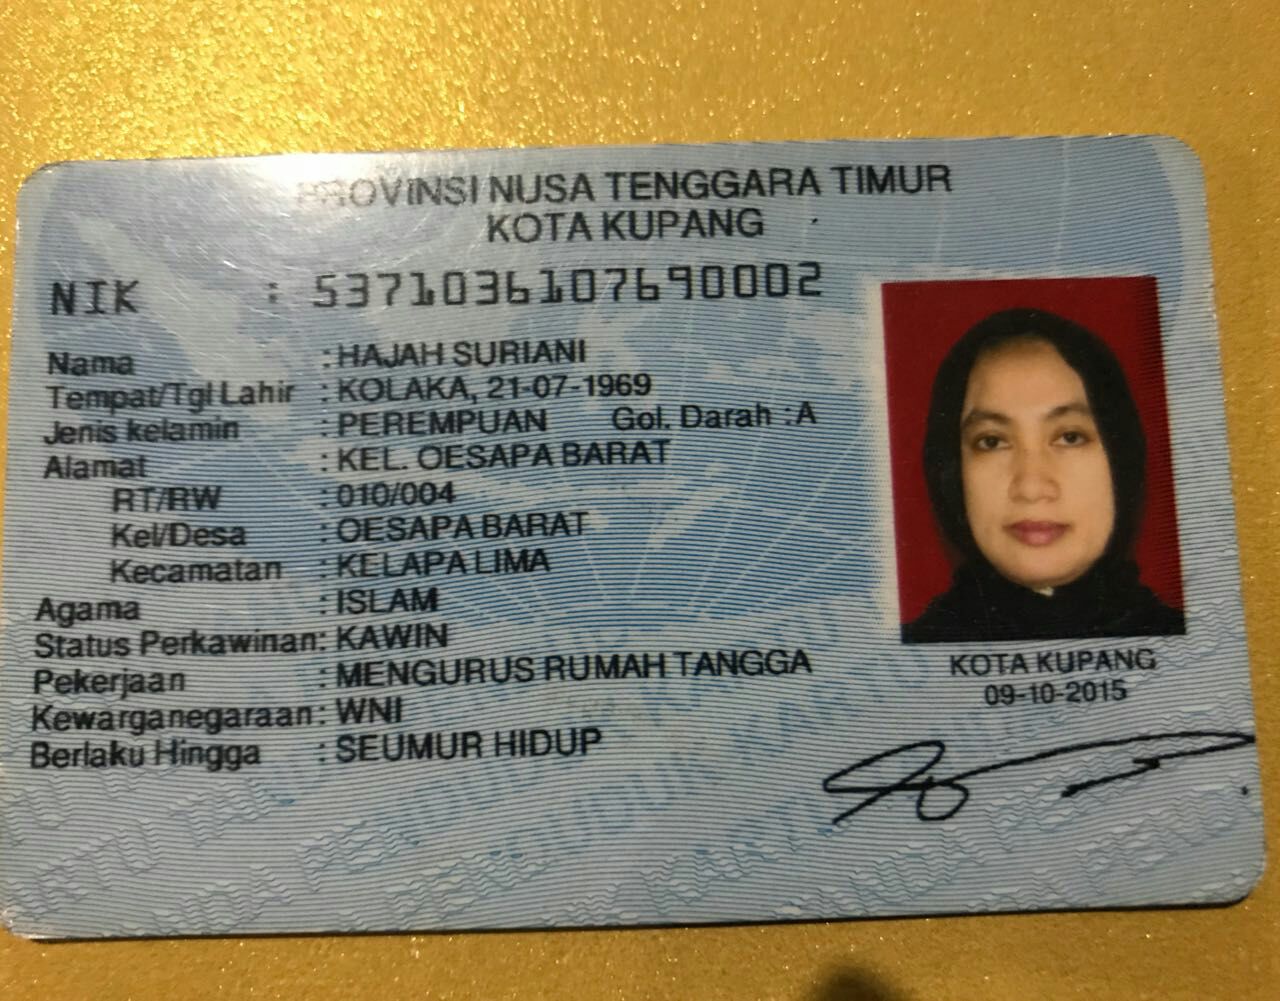 PROVINSI NUSA TENGGARA TIMUR
KOTA KUPANG
NIK : 5371036107690002
Nama : HAJAH SURIANI
Tempat/Tgl Lahir : KOLAKA, 21-07-1969
Jenis kelamin : PEREMPUAN Gol. Darah : A
Alamat : KEL. OESAPA BARAT
RT/RW : 010/004
Kel/Desa : OESAPA BARAT
Kecamatan : KELAPA LIMA
Agama : ISLAM
Status Perkawinan: KAWIN
Pekerjaan : MENGURUS RUMAH TANGGA
Kewarganegaraan: WNI
Berlaku Hingga : SEUMUR HIDUP
KOTA KUPANG
09-10-2015